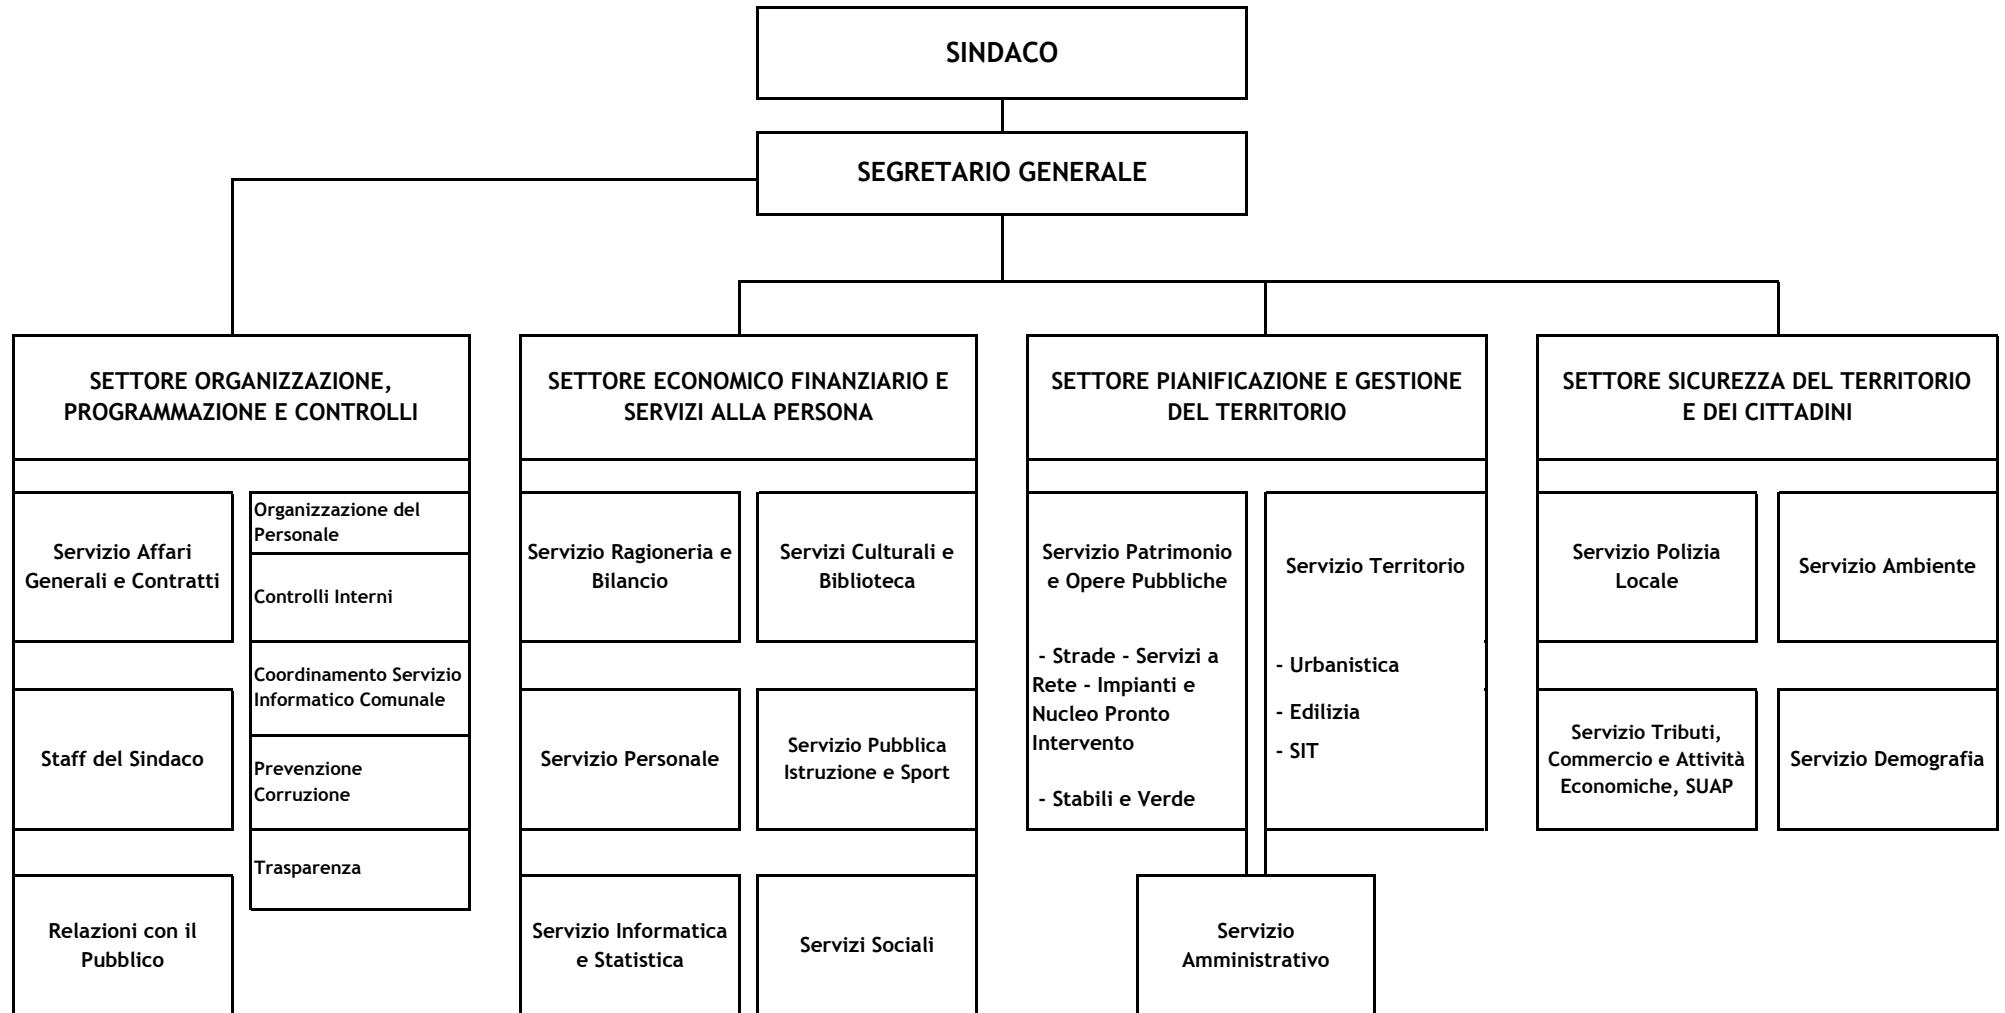 SINDACO
SEGRETARIO GENERALE
SETTORE ORGANIZZAZIONE,
PROGRAMMAZIONE E CONTROLLI
SETTORE ECONOMICO FINANZIARIO E
SERVIZI ALLA PERSONA
SETTORE PIANIFICAZIONE E GESTIONE
DEL TERRITORIO
SETTORE SICUREZZA DEL TERRITORIO
E DEI CITTADINI
Servizio Affari
Generali e Contratti
Staff del Sindaco
Relazioni con il
Pubblico
Organizzazione del
Personale
Controlli Interni
Coordinamento Servizio
Informatico Comunale
Prevenzione
Corruzione
Trasparenza
Servizio Ragioneria e
Bilancio
Servizi Culturali e
Biblioteca
Servizio Personale
Servizio Pubblica
Istruzione e Sport
Servizio Informatica
e Statistica
Servizi Sociali
Servizio Patrimonio
e Opere Pubbliche
- Strade - Servizi a
Rete - Impianti e
Nucleo Pronto
Intervento
- Stabili e Verde
Servizio Territorio
- Urbanistica
- Edilizia
- SIT
Servizio
Amministrativo
Servizio Polizia
Locale
Servizio Ambiente
Servizio Tributi,
Commercio e Attività
Economiche, SUAP
Servizio Demografia